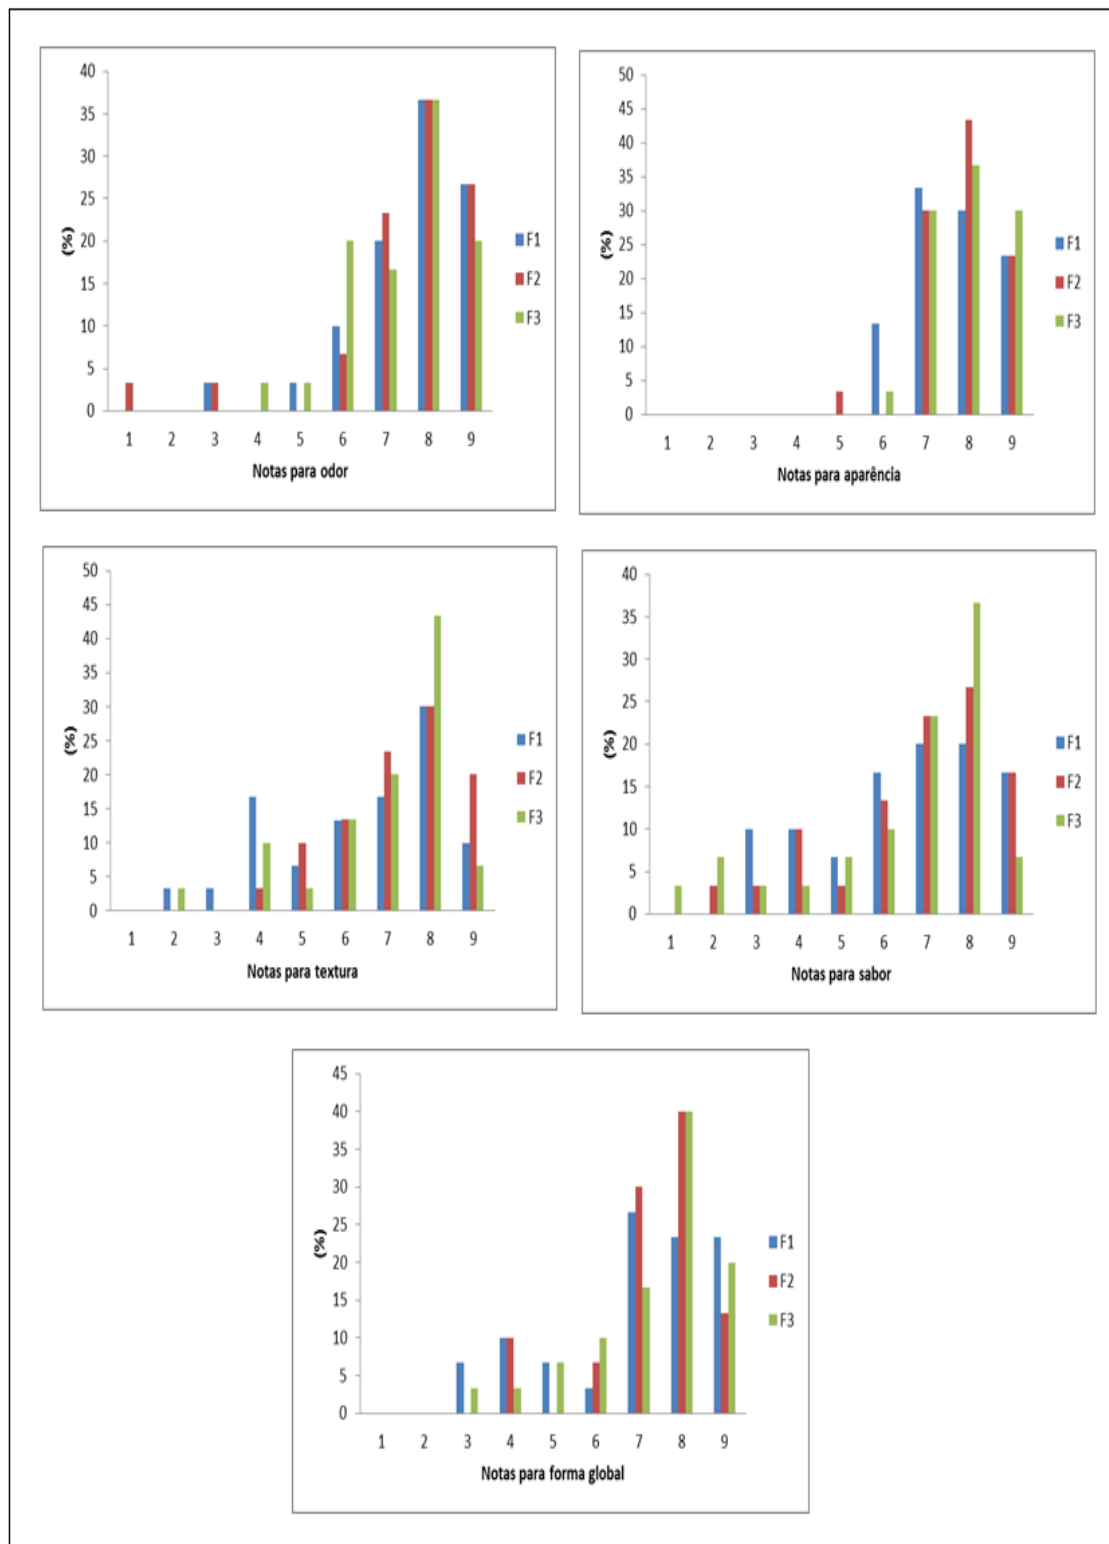 40
35
30
25
20
15
10
5
0
(%)
1 2 3 4 5 6 7 8 9
Notas para odor
F1
F2
F3
50
45
40
35
30
25
20
15
10
5
0
(%)
1 2 3 4 5 6 7 8 9
Notas para aparência
F1
F2
F3
50
45
40
35
30
25
20
15
10
5
0
(%)
1 2 3 4 5 6 7 8 9
Notas para textura
F1
F2
F3
40
35
30
25
20
15
10
5
0
(%)
1 2 3 4 5 6 7 8 9
Notas para sabor
F1
F2
F3
45
40
35
30
25
20
15
10
5
0
(%)
1 2 3 4 5 6 7 8 9
Notas para forma global
F1
F2
F3